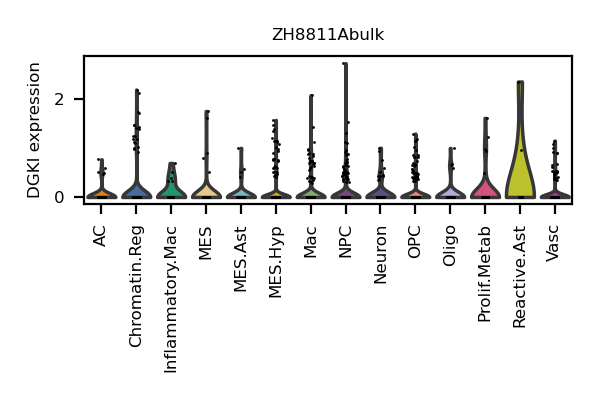 ZH8811Abulk
DGKI expression
2
0
AC
Chromatin.Reg
Inflammatory.Mac
MES
MES.Ast
MES.Hyp
Mac
NPC
Neuron
OPC
Oligo
Prolif.Metab
Reactive.Ast
Vasc